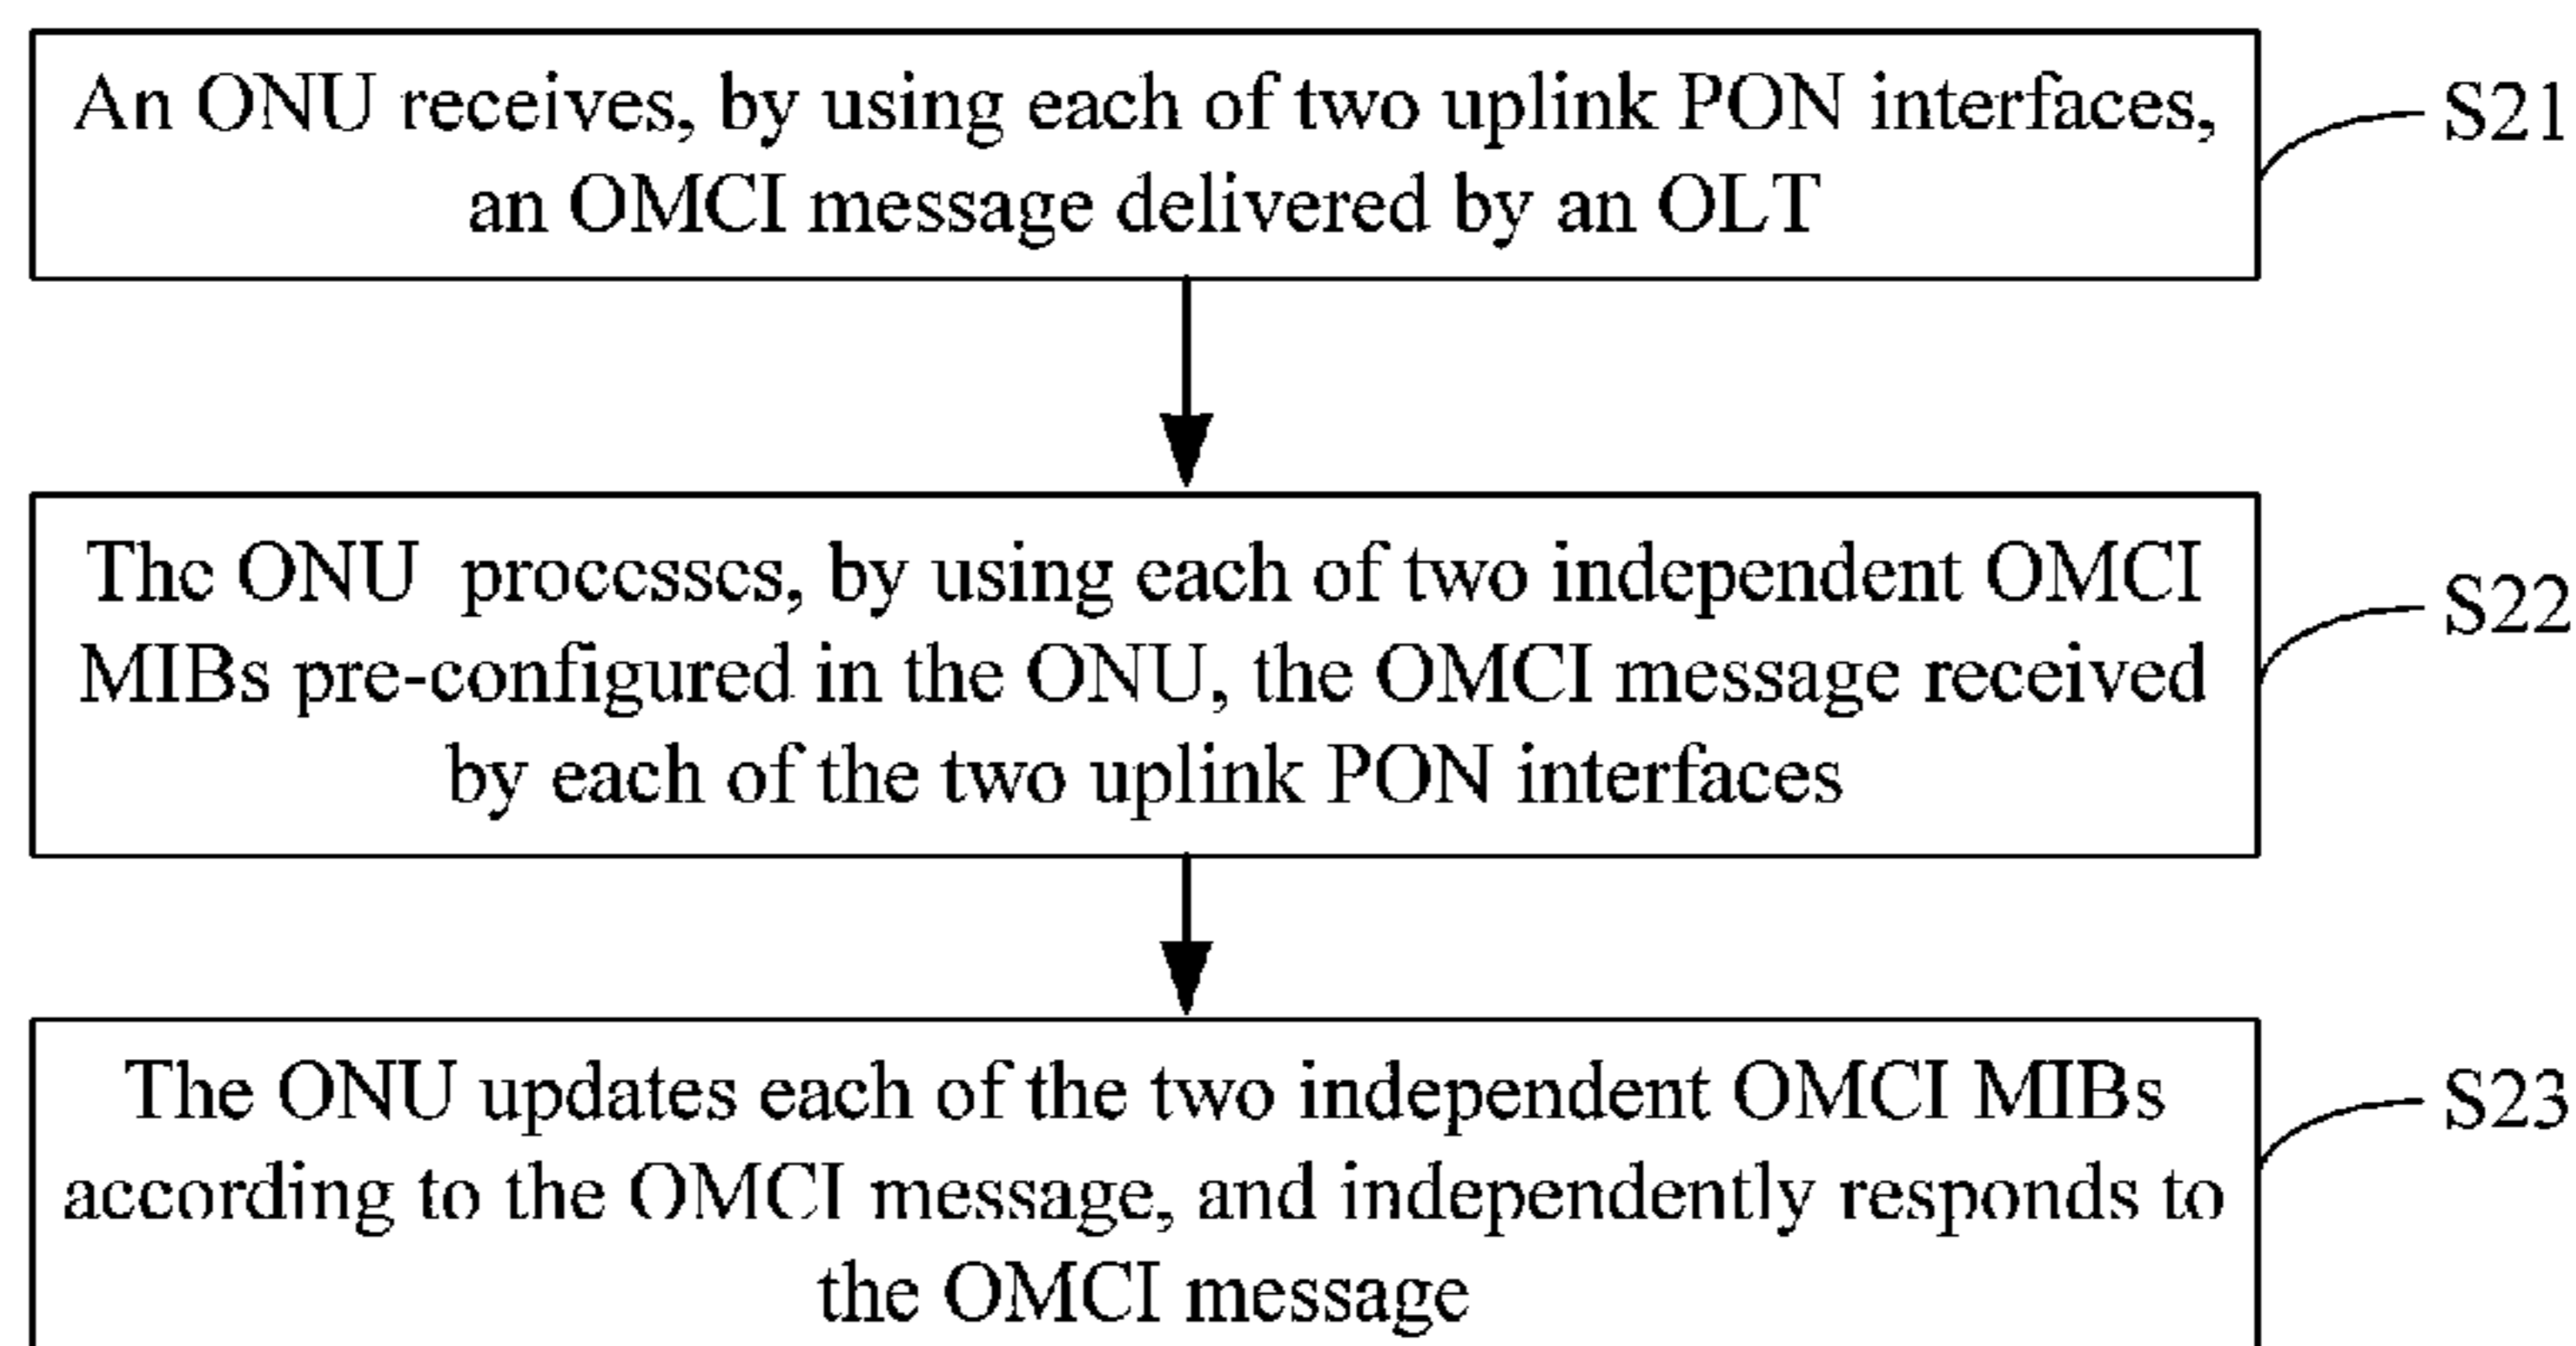 An ONU receives, by using each of two uplink PON interfaces,
an OMCI message delivered by an OLT
S21
The ONU processes, by using each of two independent OMCI
MIBs pre-configured in the ONU, the OMCI message received
by each of the two uplink PON interfaces
S22
The ONU updates each of the two independent OMCI MIBs
according to the OMCI message, and independently responds to
the OMCI message
S23